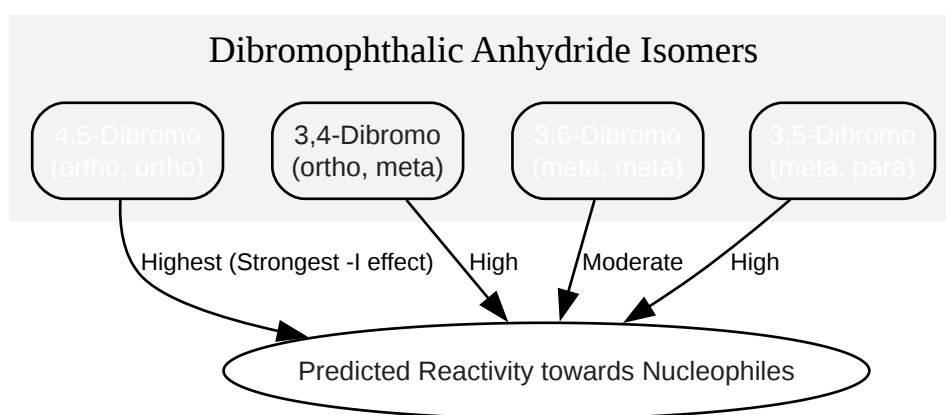 Dibromophthalic Anhydride Isomers
4,5-Dibromo
(ortho, ortho)
3,4-Dibromo
(ortho, meta)
3,6-Dibromo
(meta, meta)
3,5-Dibromo
(meta, para)
Highest (Strongest -I effect)
High
Moderate
High
Predicted Reactivity towards Nucleophiles